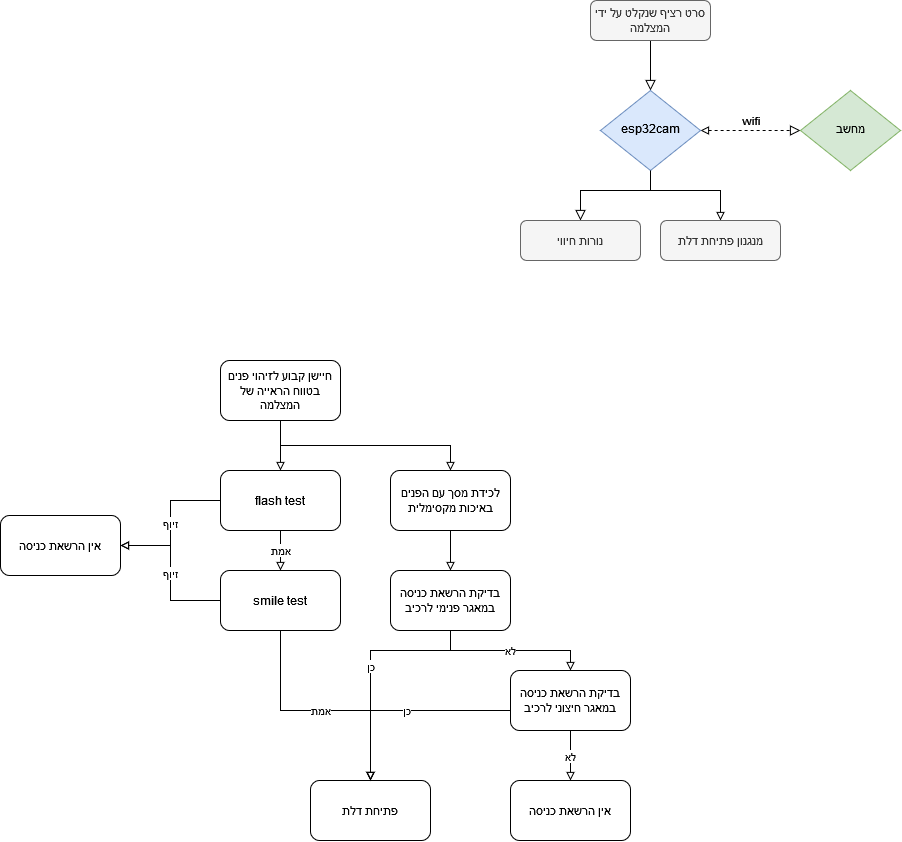 סרט רציף שנקלט על ידי
המצלמה
esp32cam
wifi
מחשב
נורות חיווי
מנגנון פתיחת דלת
חיישן קבוע לזיהוי פנים
בטווח הראייה של
המצלמה
flash test
לכידת מסך עם הפנים
באיכות מקסימלית
זיוף
אין הרשאת כניסה
אמת
זיוף
smile test
בדיקת הרשאת כניסה
במאגר פנימי לרכיב
לא
כן
בדיקת הרשאת כניסה
במאגר חיצוני לרכיב
אמת
כן
לא
פתיחת דלת
אין הרשאת כניסה